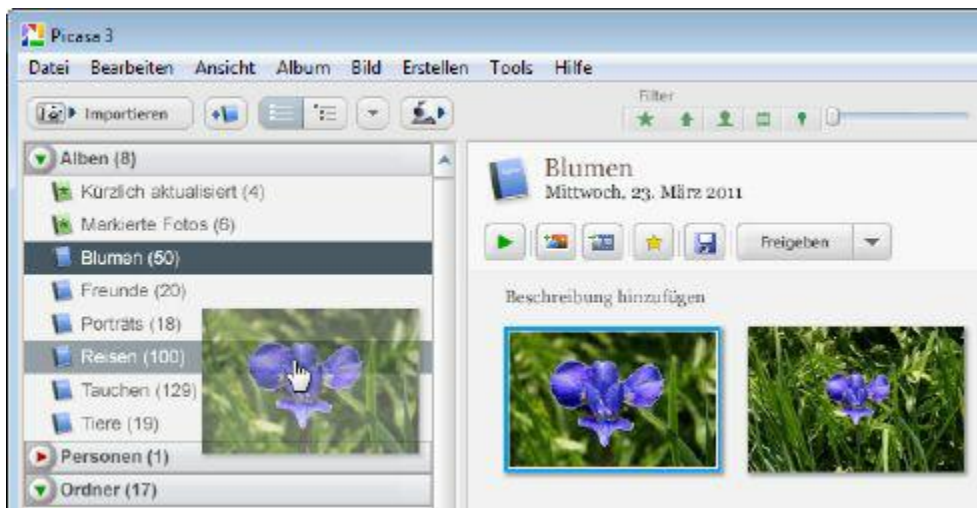 Picasa 3
Datei Bearbeiten Ansicht Album Bild Erstellen Tools Hilfe
Importieren
Filter
Alben (8)
Kürzlich aktualisiert (4)
Markierte Fotos (6)
Blumen (50)
Freunde (20)
Porträts (18)
Reisen (100)
Tauchen (129)
Tiere (19)
Personen (1)
Ordner (17)
Blumen
Mittwoch, 23. März 2011
Freigeben
Beschreibung hinzufügen